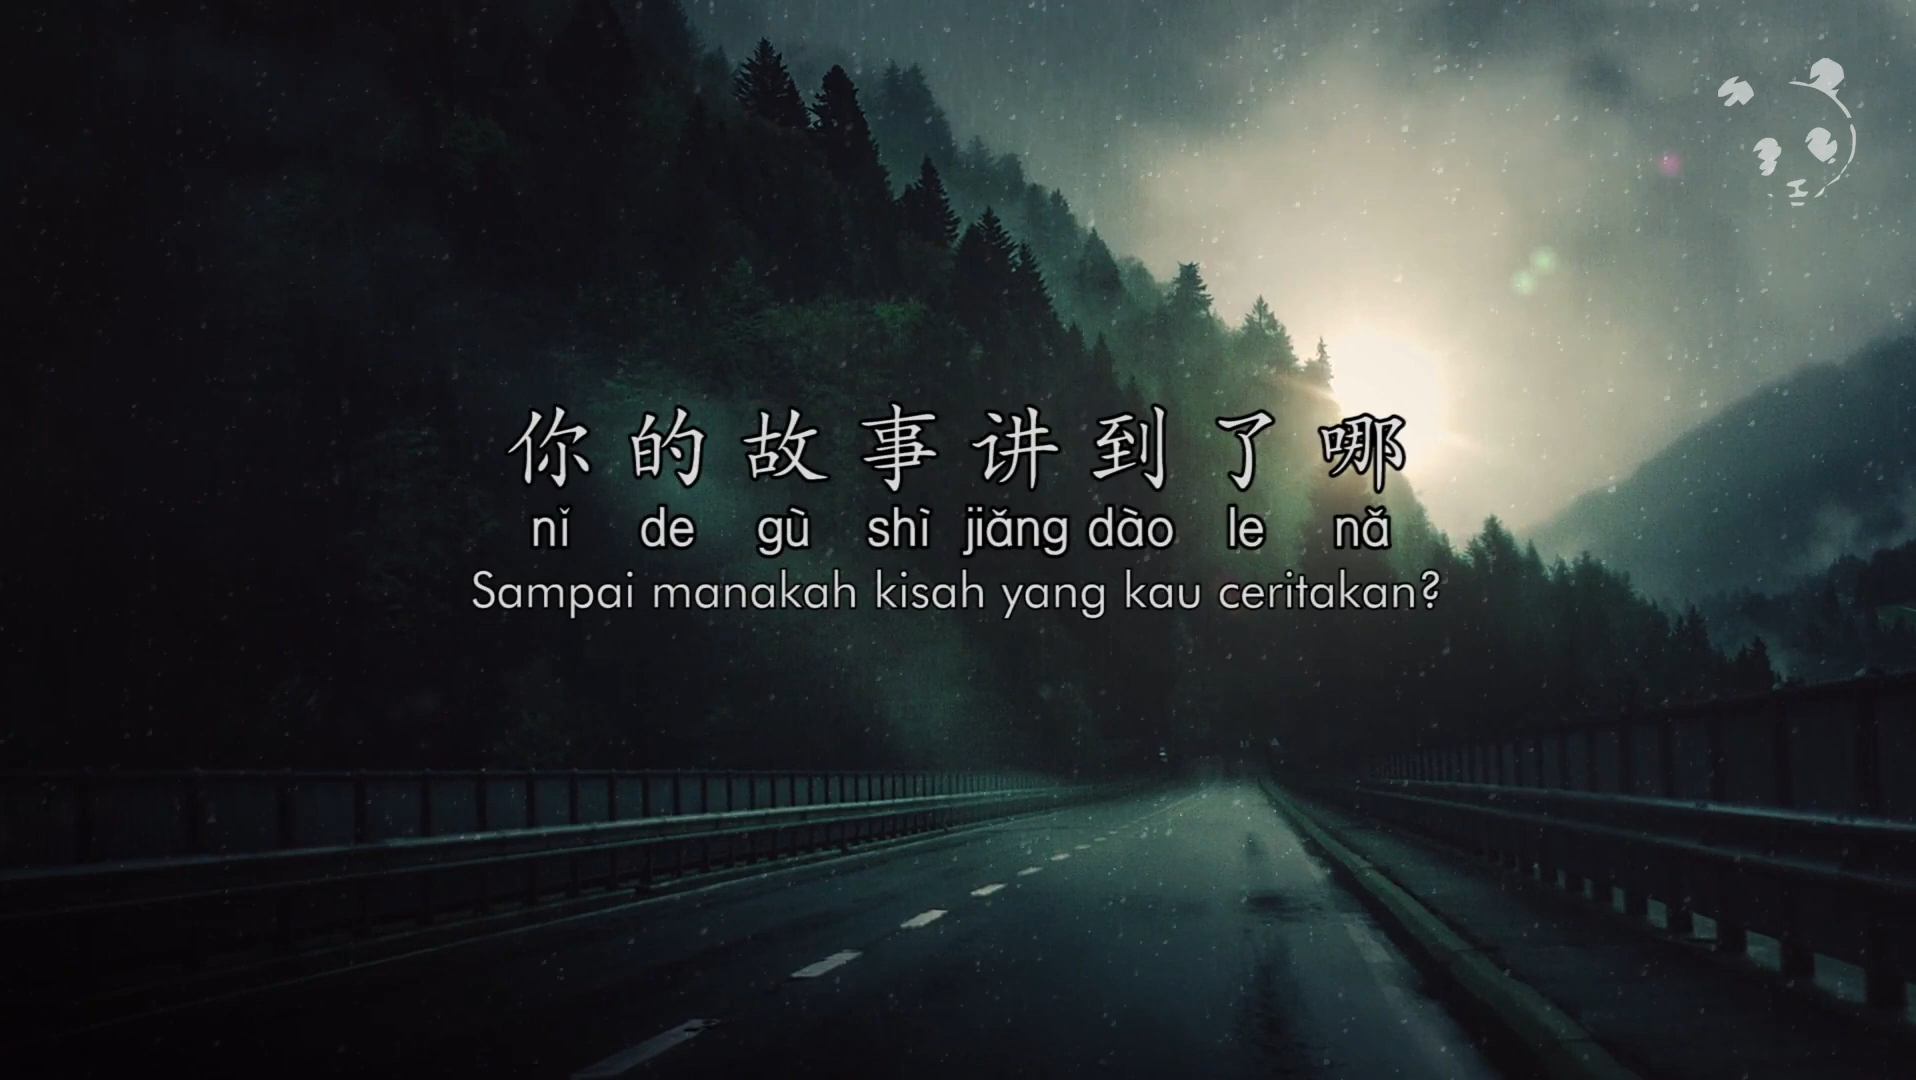 你的故事讲到了哪
nǐ de gù shì jiǎng dào le nǎ
Sampai manakah kisah yang kau ceritakan?